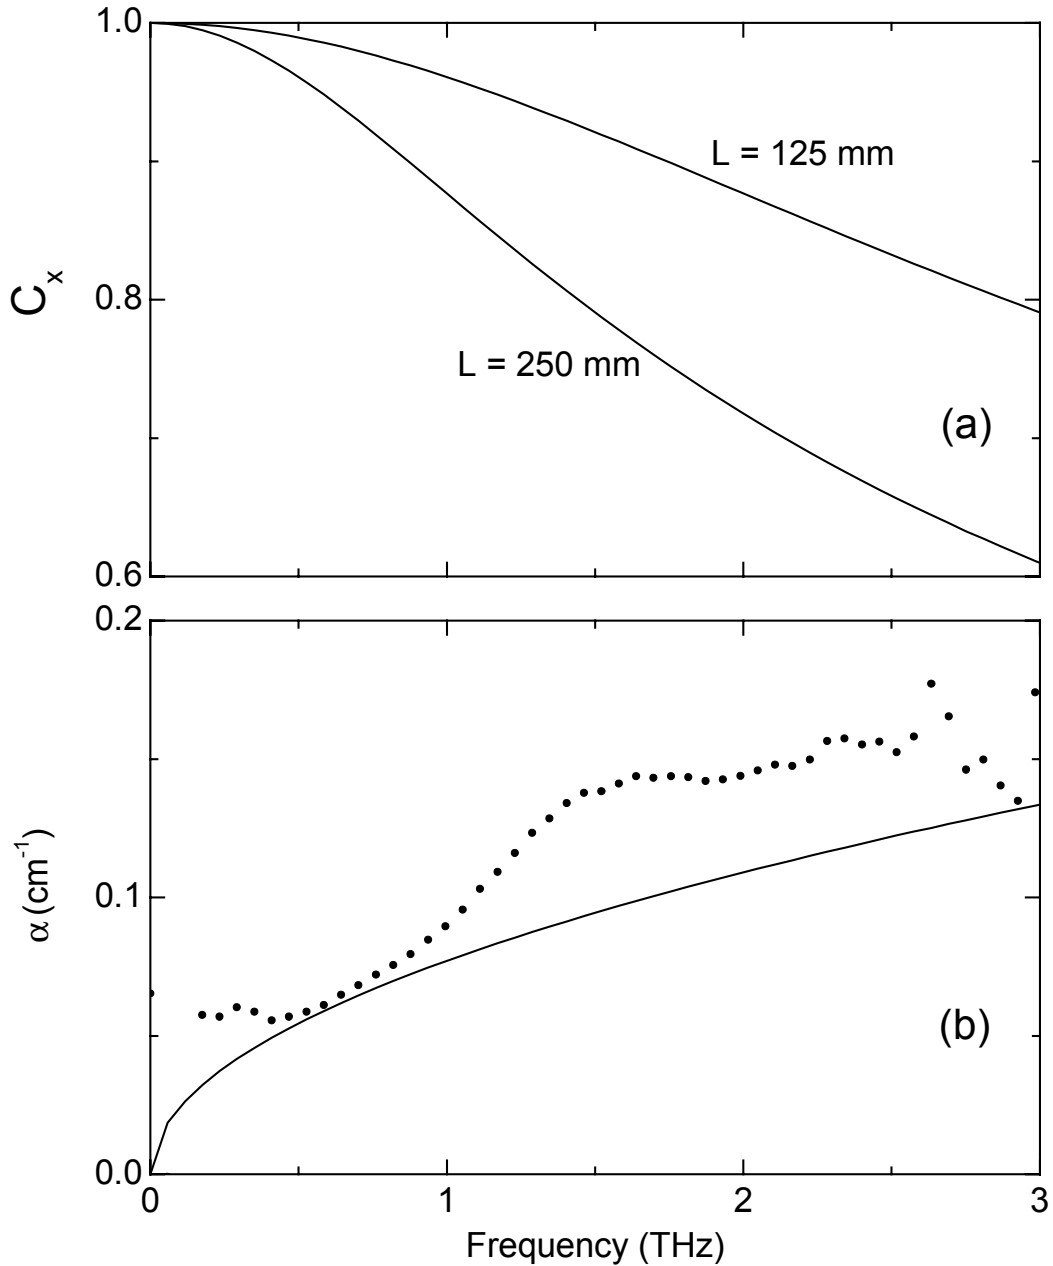 1.0
L = 125 mm
Cx
0.8
L = 250 mm
(a)
0.6
0.2
α (cm-1)
0.1
(b)
0.0
0 1 2 3
Frequency (THz)